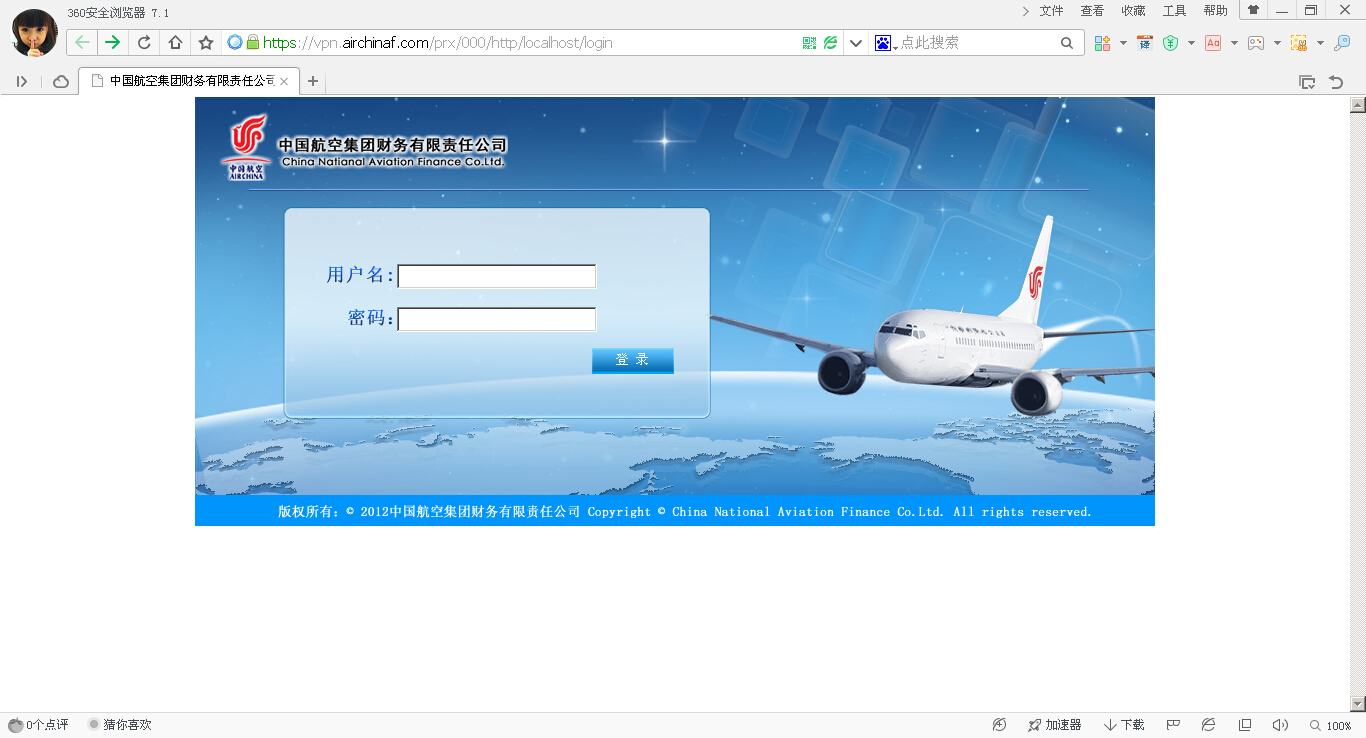 360安全浏览器 7.1
文件 查看 收藏 工具 帮助
https://vpn.airchinaf.com/prx/000/http/localhost/login
点此搜索
中国航空集团财务有限责任公司
中国航空集团财务有限责任公司
China National Aviation Finance Co.Ltd.
中国航空
AIRCHINA
用户名:
密码:
登录
版权所有：© 2012中国航空集团财务有限责任公司 Copyright © China National Aviation Finance Co.Ltd. All rights reserved.
0个点评 猜你喜欢 加速器 下载 100%